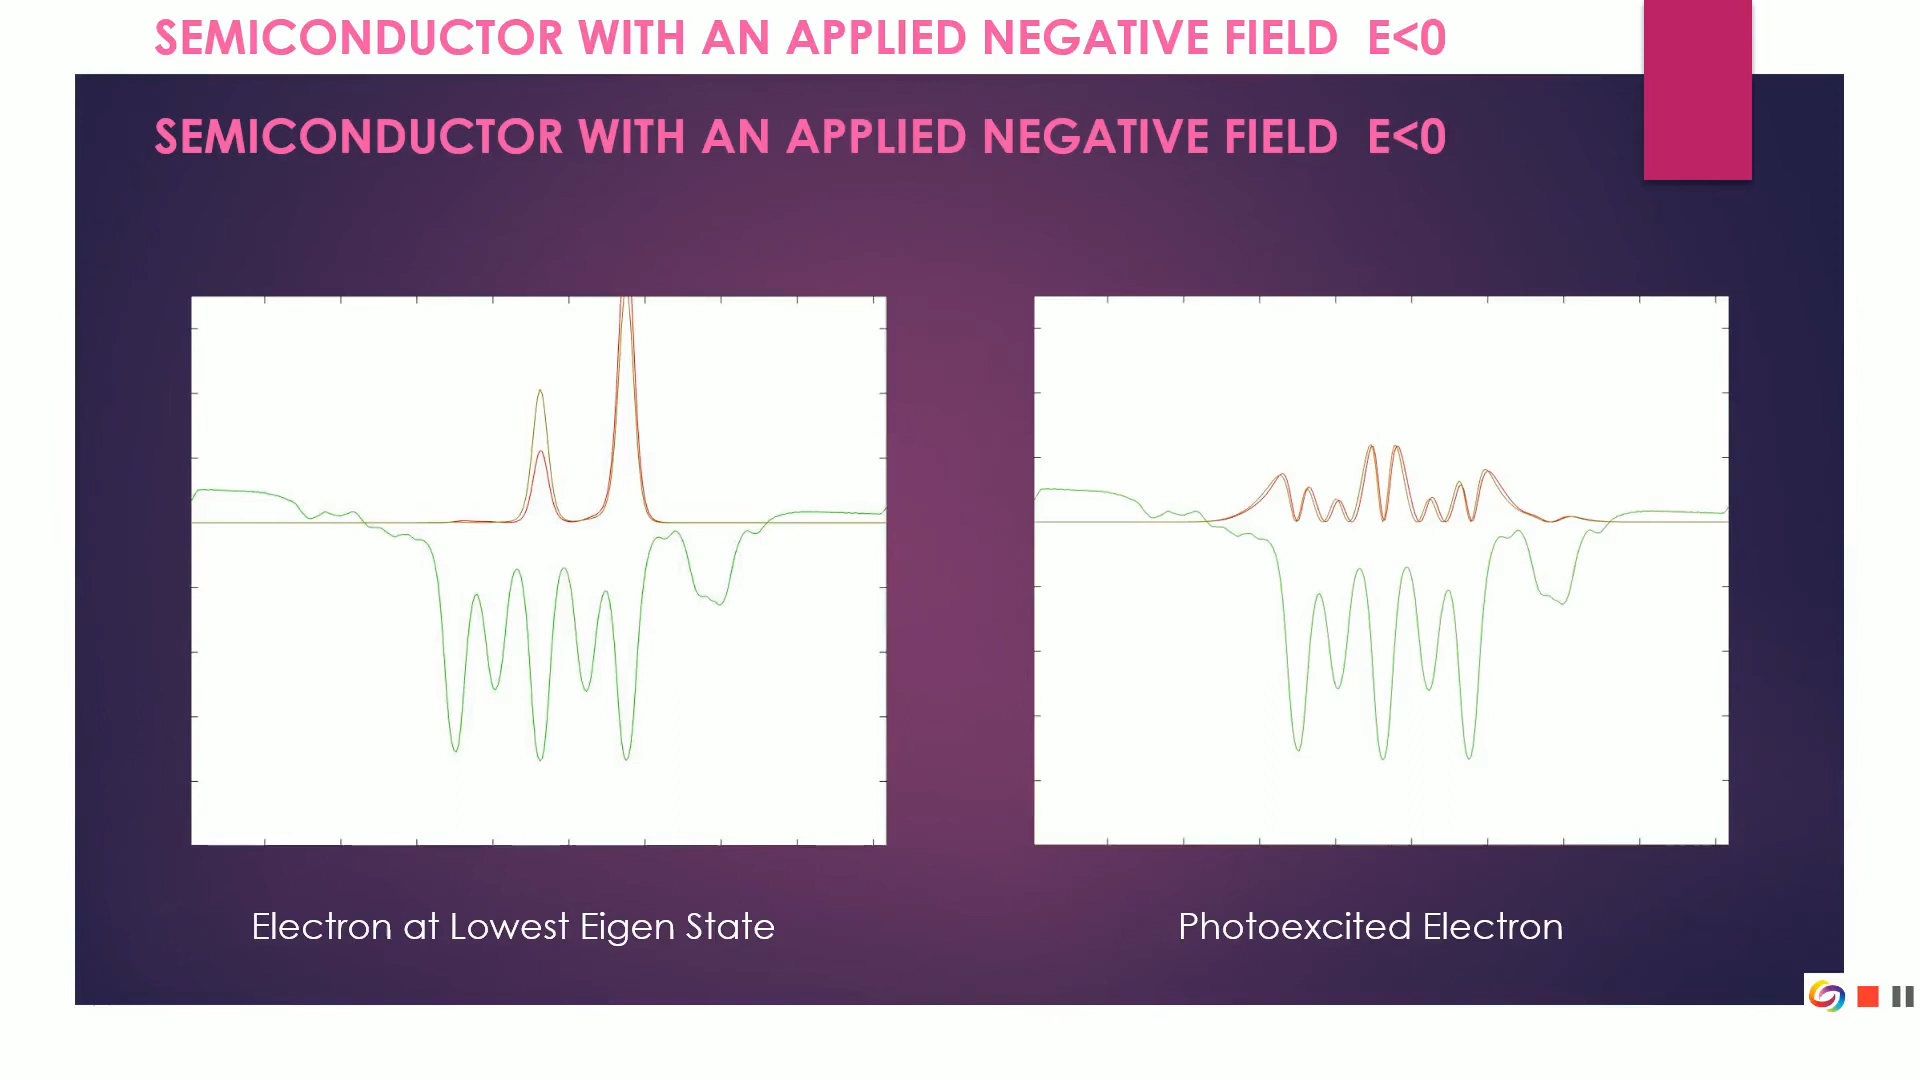 SEMICONDUCTOR WITH AN APPLIED NEGATIVE FIELD E<0
SEMICONDUCTOR WITH AN APPLIED NEGATIVE FIELD E<0
Electron at Lowest Eigen State
Photoexcited Electron